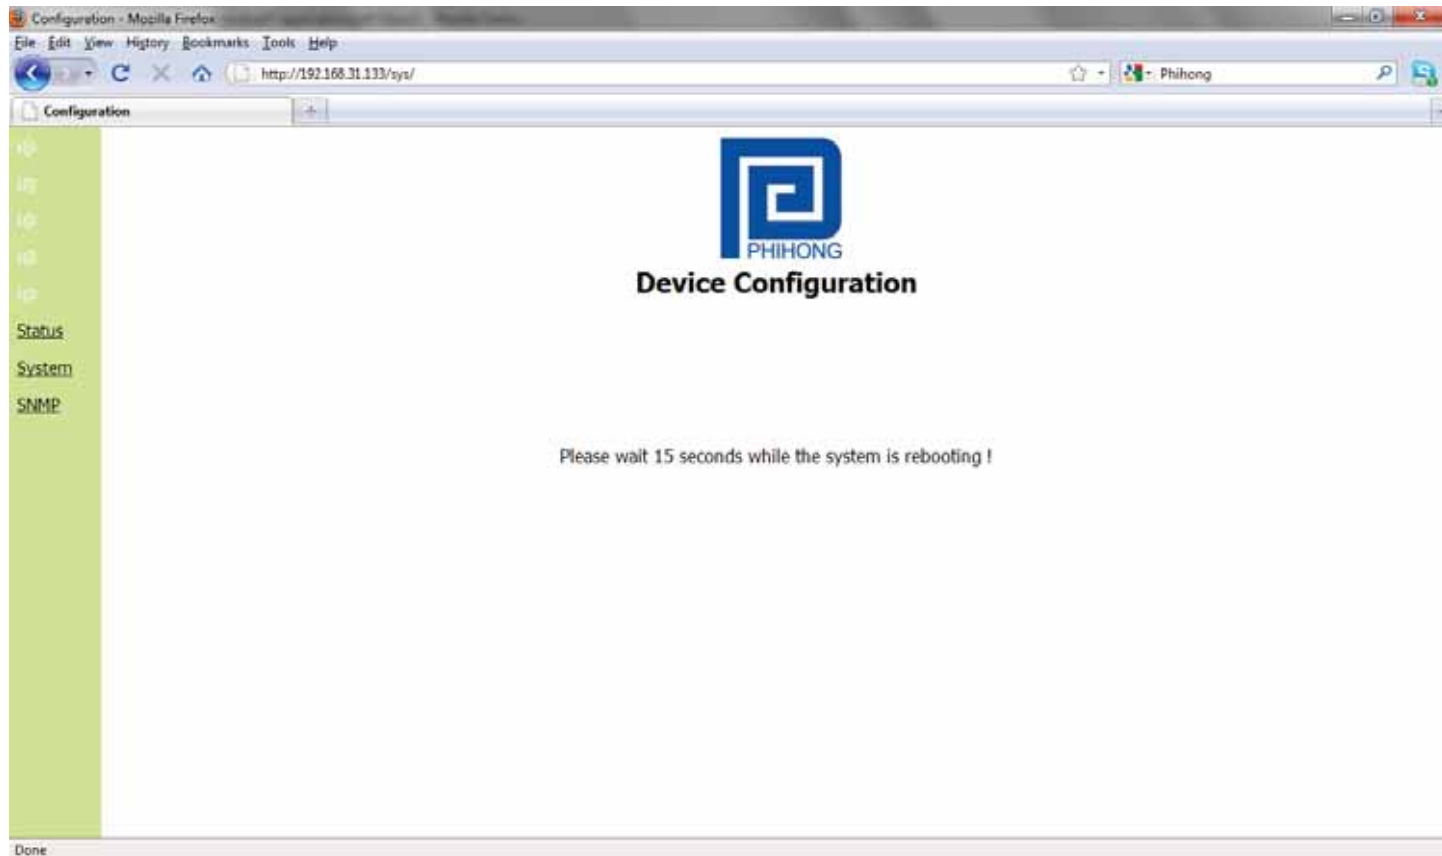 Configuration - Mozilla Firefox
File Edit View History Bookmarks Tools Help
http://192.168.31.133/sys/
Phihong
Configuration
PHIHONG
Device Configuration
Status
System
SNMP
Please wait 15 seconds while the system is rebooting !
Done